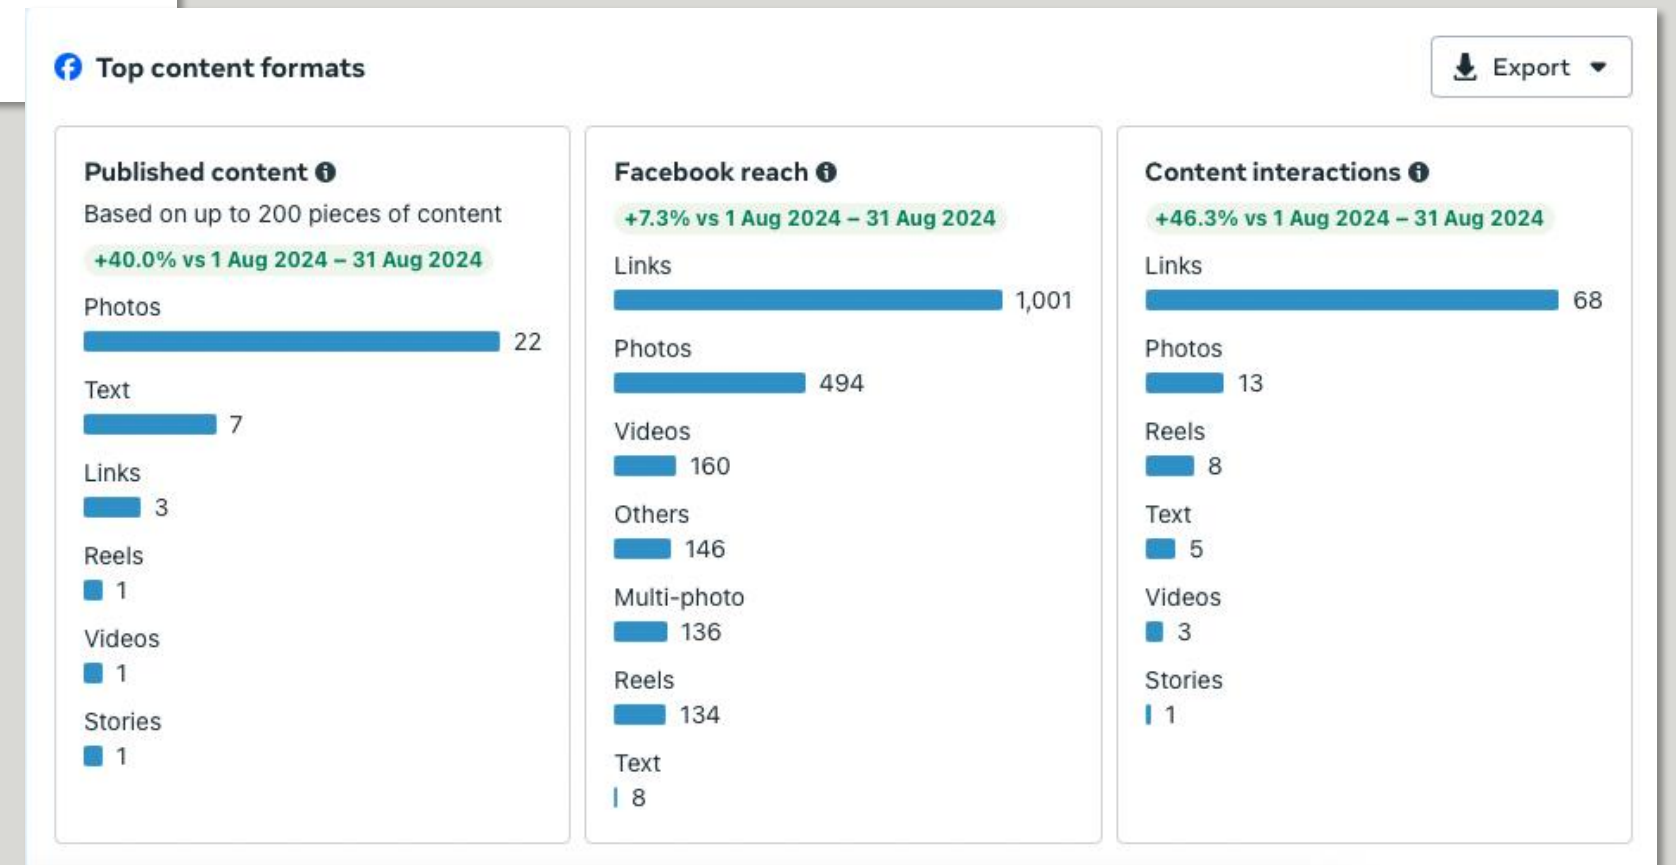 Top content formats
Export
Published content
Based on up to 200 pieces of content
+40.0% vs 1 Aug 2024 – 31 Aug 2024
Photos
22
Text
7
Links
3
Reels
1
Videos
1
Stories
1
Facebook reach
+7.3% vs 1 Aug 2024 – 31 Aug 2024
Links
1,001
Photos
494
Videos
160
Others
146
Multi-photo
136
Reels
134
Text
8
Content interactions
+46.3% vs 1 Aug 2024 – 31 Aug 2024
Links
68
Photos
13
Reels
8
Text
5
Videos
3
Stories
1